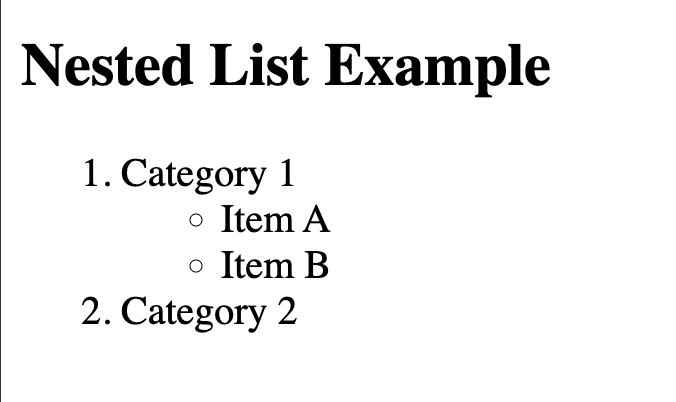 Nested List Example
1. Category 1
○ Item A
○ Item B
2. Category 2